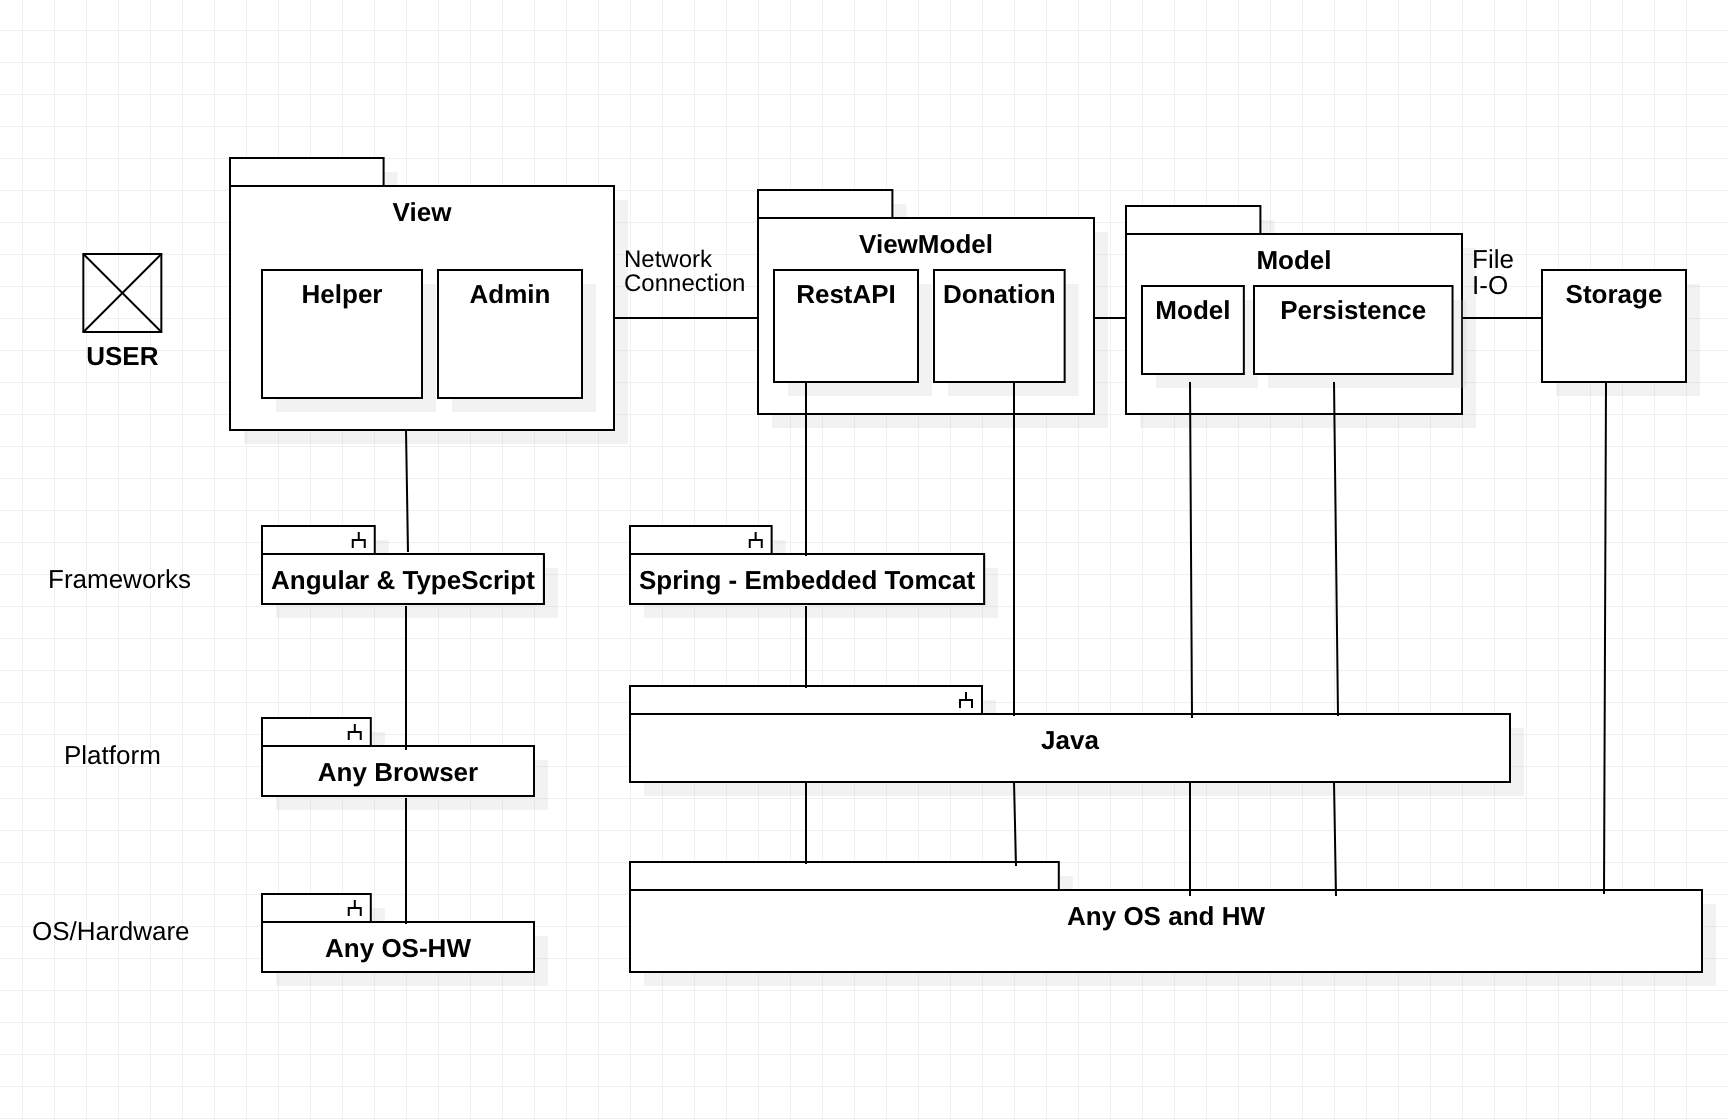 View
Helper
Admin
USER
Network
Connection
ViewModel
RestAPI
Donation
Model
Model
Persistence
File
I-O
Storage
Frameworks
Angular & TypeScript
Spring - Embedded Tomcat
Platform
Any Browser
Java
OS/Hardware
Any OS-HW
Any OS and HW